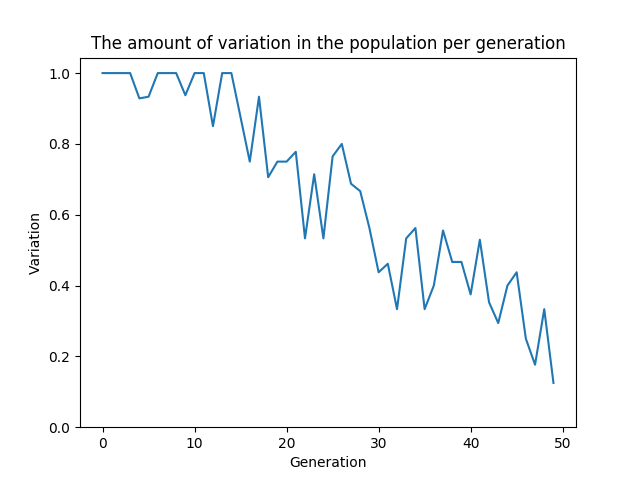 The amount of variation in the population per generation
1.0
0.8
0.6
0.4
0.2
0.0
Variation
0 10 20 30 40 50
Generation